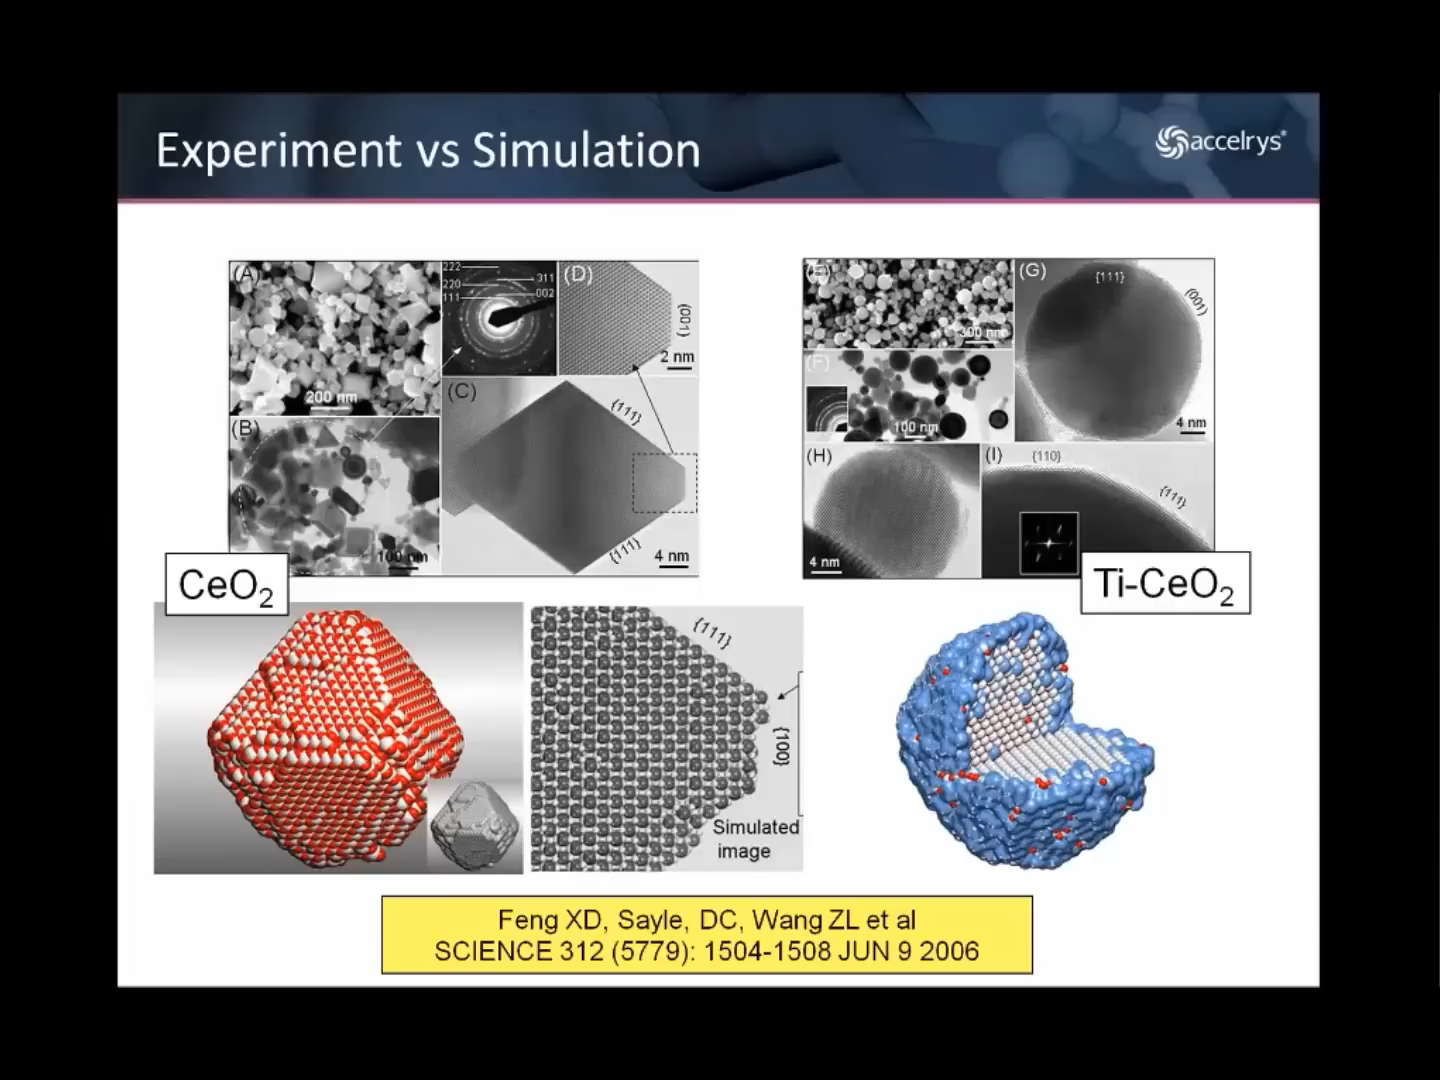 Experiment vs Simulation
accelrys®
(A)
200 nm
222
220
111
311
002
(D)
(001)
2 nm
(B)
100 nm
(C)
{111}
{111}
4 nm
CeO2
(E)
300 nm
(F)
100 nm
(G)
{111}
(001)
4 nm
(H)
4 nm
(I)
{110}
{111}
Ti-CeO2
{111}
{100}
Simulated
image
Feng XD, Sayle, DC, Wang ZL et al
SCIENCE 312 (5779): 1504-1508 JUN 9 2006